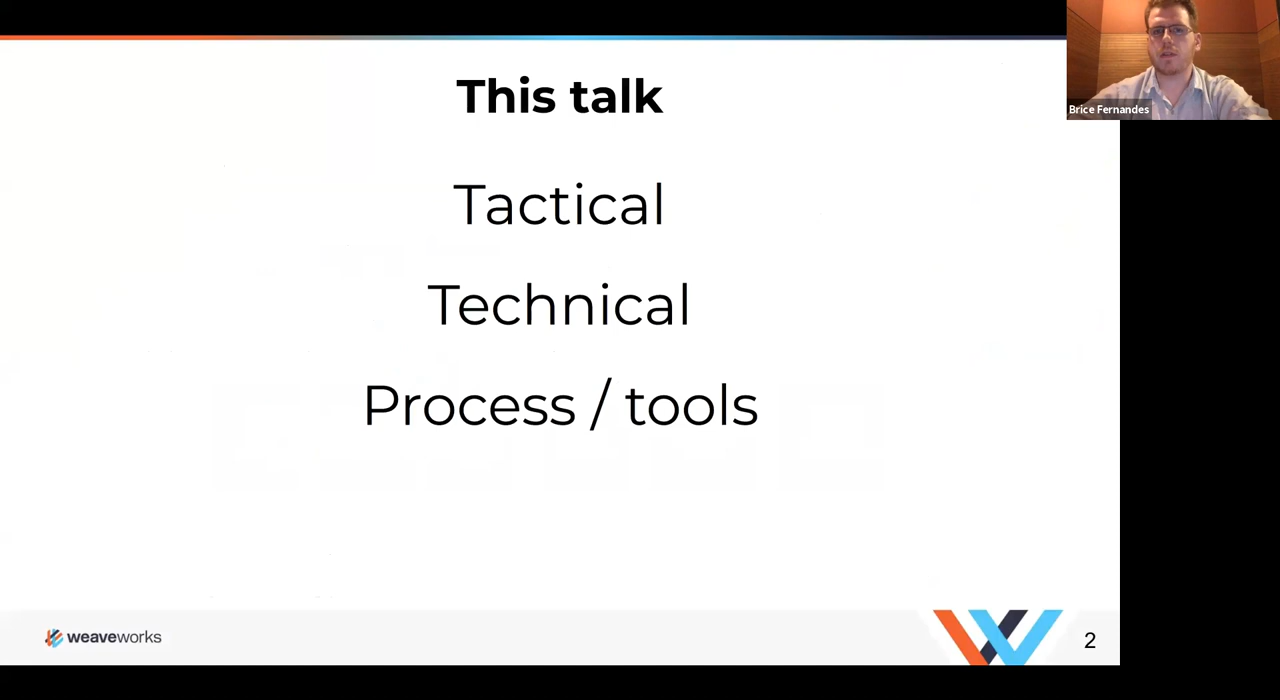 This talk
Tactical
Technical
Process / tools
weaveworks
2
Brice Fernandes